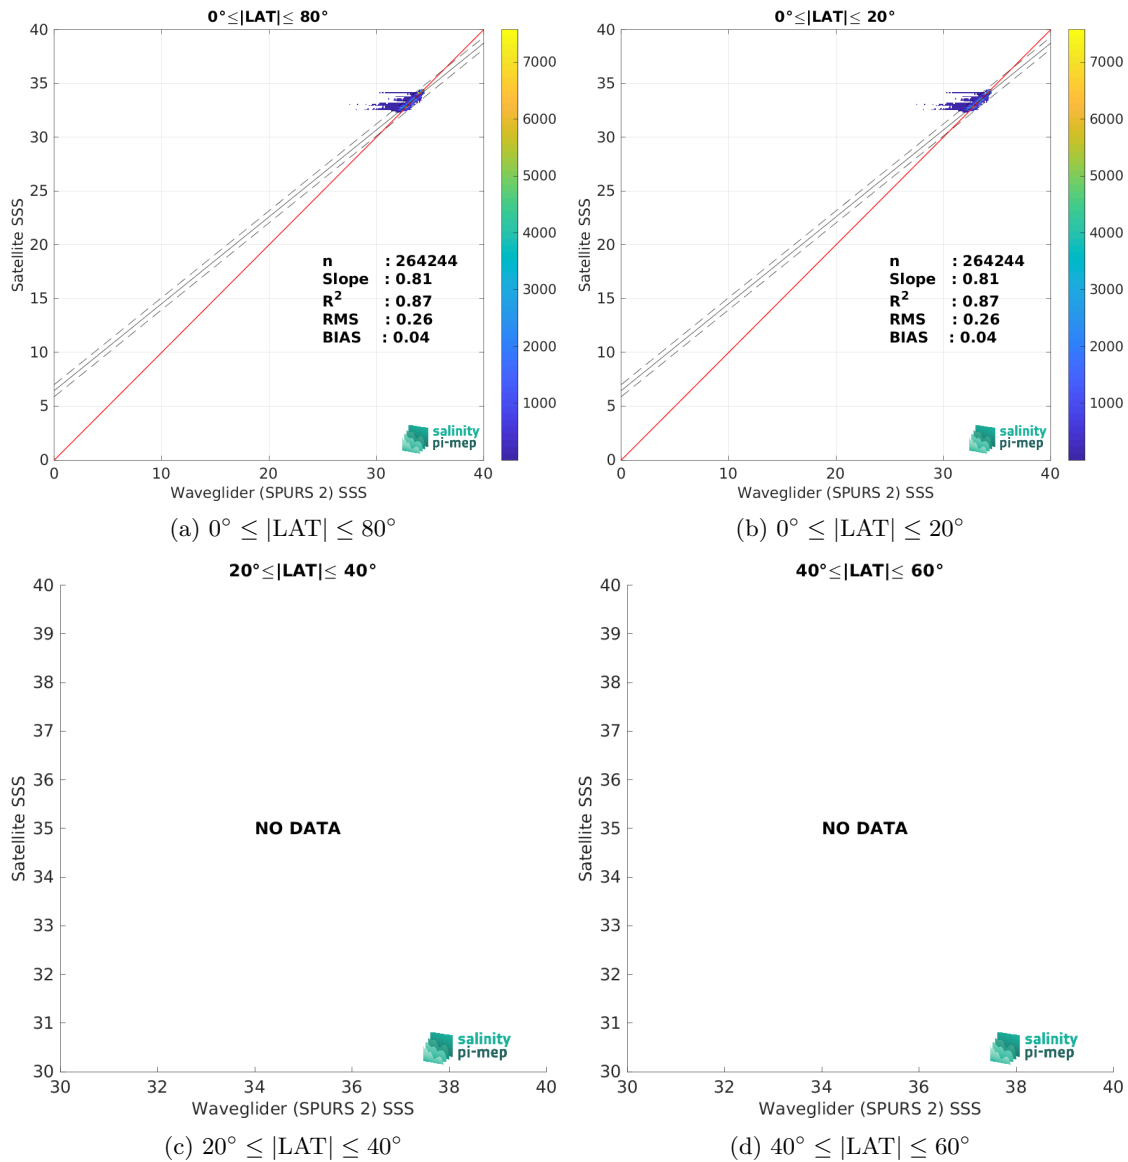 0°≤|LAT|≤ 80°
40
35
30
25
20
15
10
5
0
Satellite SSS
n : 264244
Slope : 0.81
R² : 0.87
RMS : 0.26
BIAS : 0.04
salinity
pi-mep
0 10 20 30 40
Waveglider (SPURS 2) SSS
7000
6000
5000
4000
3000
2000
1000
(a) 0° ≤ |LAT| ≤ 80°
0°≤|LAT|≤ 20°
40
35
30
25
20
15
10
5
0
Satellite SSS
n : 264244
Slope : 0.81
R² : 0.87
RMS : 0.26
BIAS : 0.04
salinity
pi-mep
0 10 20 30 40
Waveglider (SPURS 2) SSS
7000
6000
5000
4000
3000
2000
1000
(b) 0° ≤ |LAT| ≤ 20°
20°≤|LAT|≤ 40°
40
39
38
37
36
35
34
33
32
31
30
Satellite SSS
NO DATA
salinity
pi-mep
30 32 34 36 38 40
Waveglider (SPURS 2) SSS
(c) 20° ≤ |LAT| ≤ 40°
40°≤|LAT|≤ 60°
40
39
38
37
36
35
34
33
32
31
30
Satellite SSS
NO DATA
salinity
pi-mep
30 32 34 36 38 40
Waveglider (SPURS 2) SSS
(d) 40° ≤ |LAT| ≤ 60°